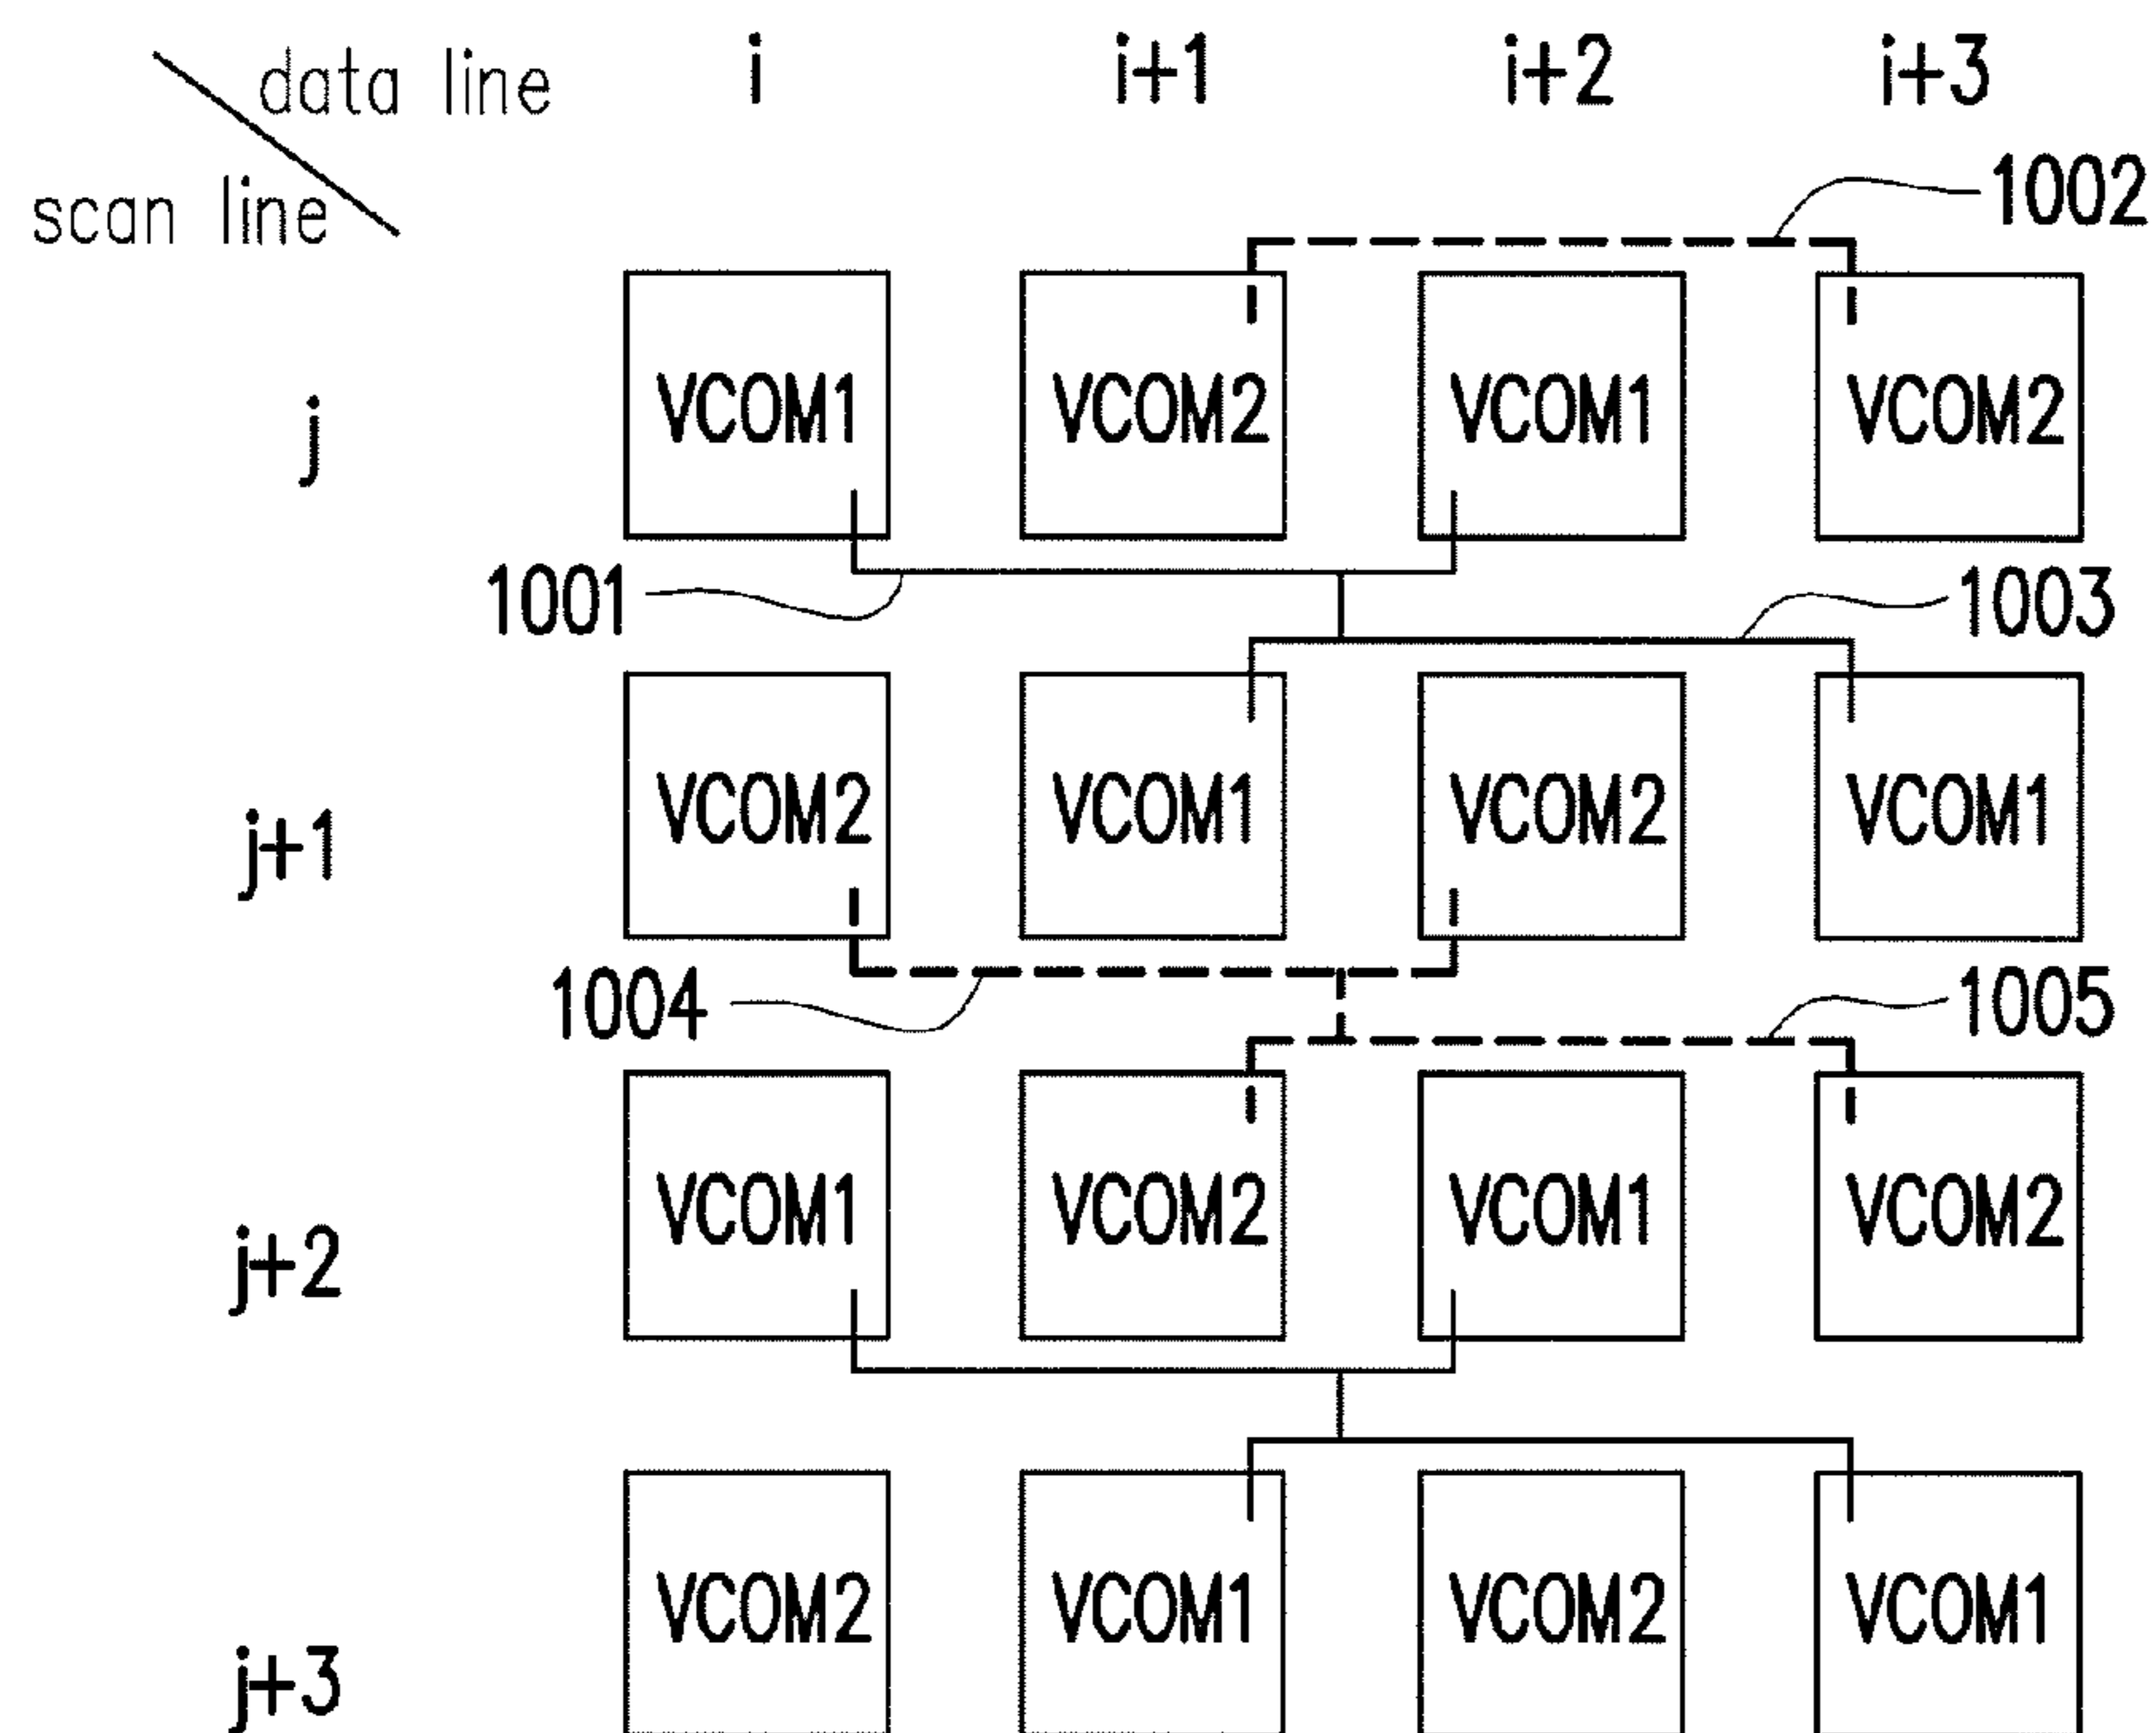 data line i i+1 i+2 i+3
scan line
1002
j VCOM1 VCOM2 VCOM1 VCOM2
1001 1003
j+1 VCOM2 VCOM1 VCOM2 VCOM1
1004 1005
j+2 VCOM1 VCOM2 VCOM1 VCOM2
j+3 VCOM2 VCOM1 VCOM2 VCOM1